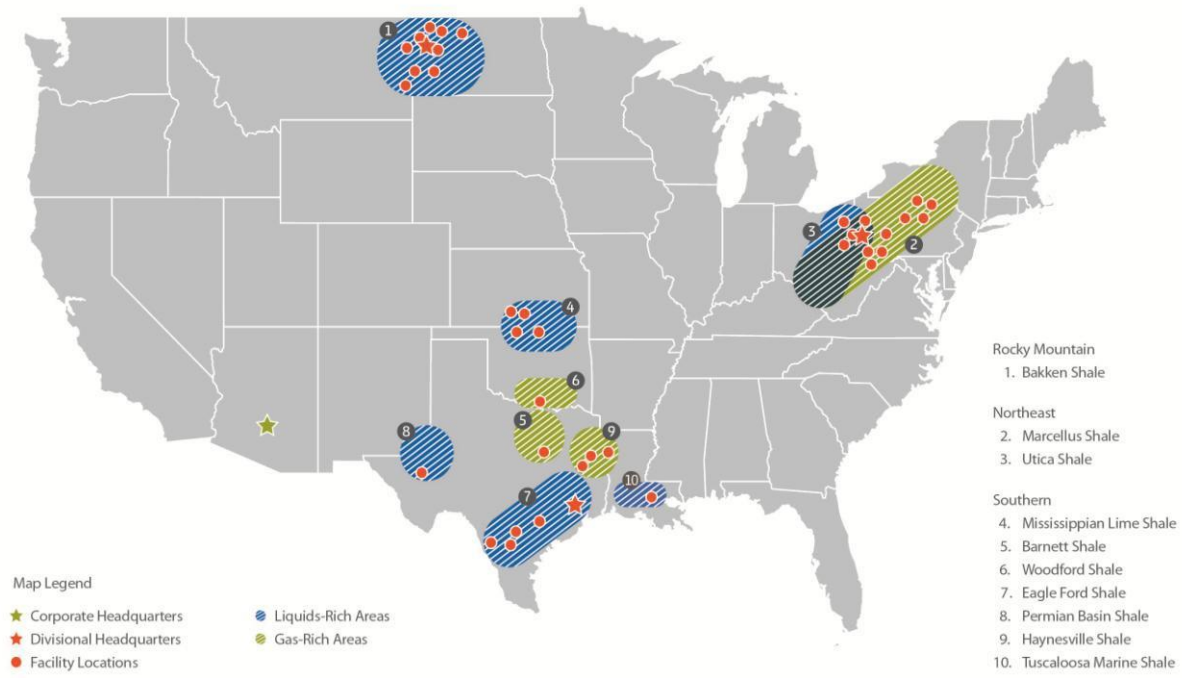 1
2
3
4
5
6
7
8
9
10
Rocky Mountain
1. Bakken Shale
Northeast
2. Marcellus Shale
3. Utica Shale
Southern
4. Mississippian Lime Shale
5. Barnett Shale
6. Woodford Shale
7. Eagle Ford Shale
8. Permian Basin Shale
9. Haynesville Shale
10. Tuscaloosa Marine Shale
Map Legend
Corporate Headquarters
Divisional Headquarters
Facility Locations
Liquids-Rich Areas
Gas-Rich Areas